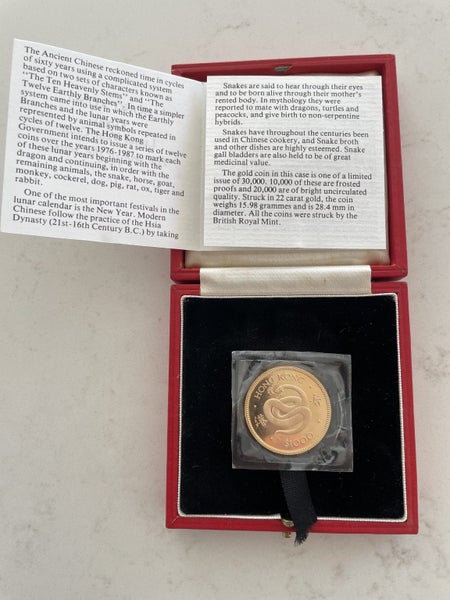 The Ancient Chinese reckoned time in cycles
of sixty years using a complicated system
based on two sets of characters known as
"The Ten Heavenly Stems" and "The
Twelve Earthly Branches". In time a simpler
system came into use in which the Earthly
Branches and the lunar years were
represented by animal symbols repeated in
cycles of twelve. The Hong Kong
Government intends to issue a series of twelve
coins over the years 1976-1987 to mark each
of these lunar years beginning with the
dragon and continuing, in order with the
remaining animals, the snake, horse, goat,
monkey, cockerel, dog, pig, rat, ox, tiger and
rabbit.
One of the most important festivals in the
lunar calendar is the New Year. Modern
Chinese follow the practice of the Hsia
Dynasty (21st-16th Century B.C.) by taking
Snakes are said to hear through their eyes
and to be born alive through their mother's
rented body. In mythology they were
reported to mate with dragons, turtles and
peacocks, and give birth to non-serpentine
hybrids.
Snakes have throughout the centuries been
used in Chinese cookery, and Snake broth
and other dishes are highly esteemed. Snake
gall bladders are also held to be of great
medicinal value.
The gold coin in this case is one of a limited
issue of 30,000. 10,000 of these are frosted
proofs and 20,000 are of bright uncirculated
quality. Struck in 22 carat gold, the coin
weighs 15.98 grammes and is 28.4 mm in
diameter. All the coins were struck by the
British Royal Mint.
HONG KONG
$1000